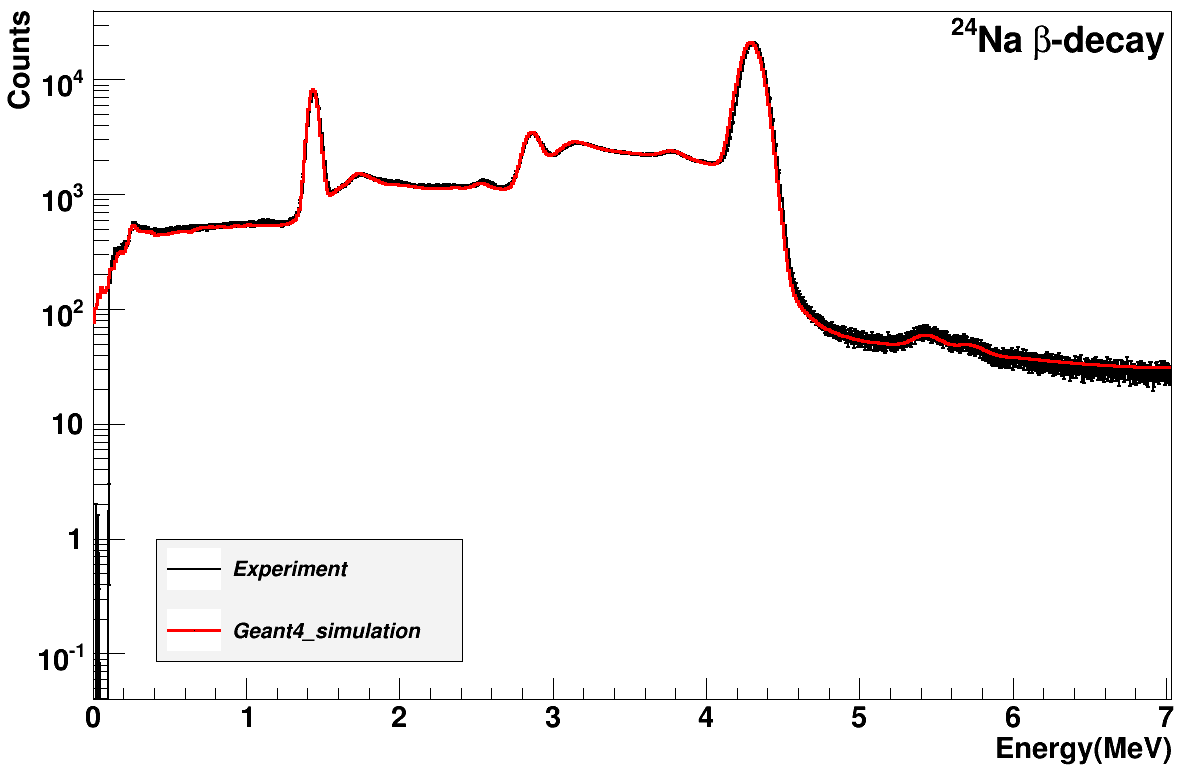 Counts
²⁴Na β-decay
10⁴
10³
10²
10
1
10⁻¹
Experiment
Geant4_simulation
0 1 2 3 4 5 6 7
Energy(MeV)